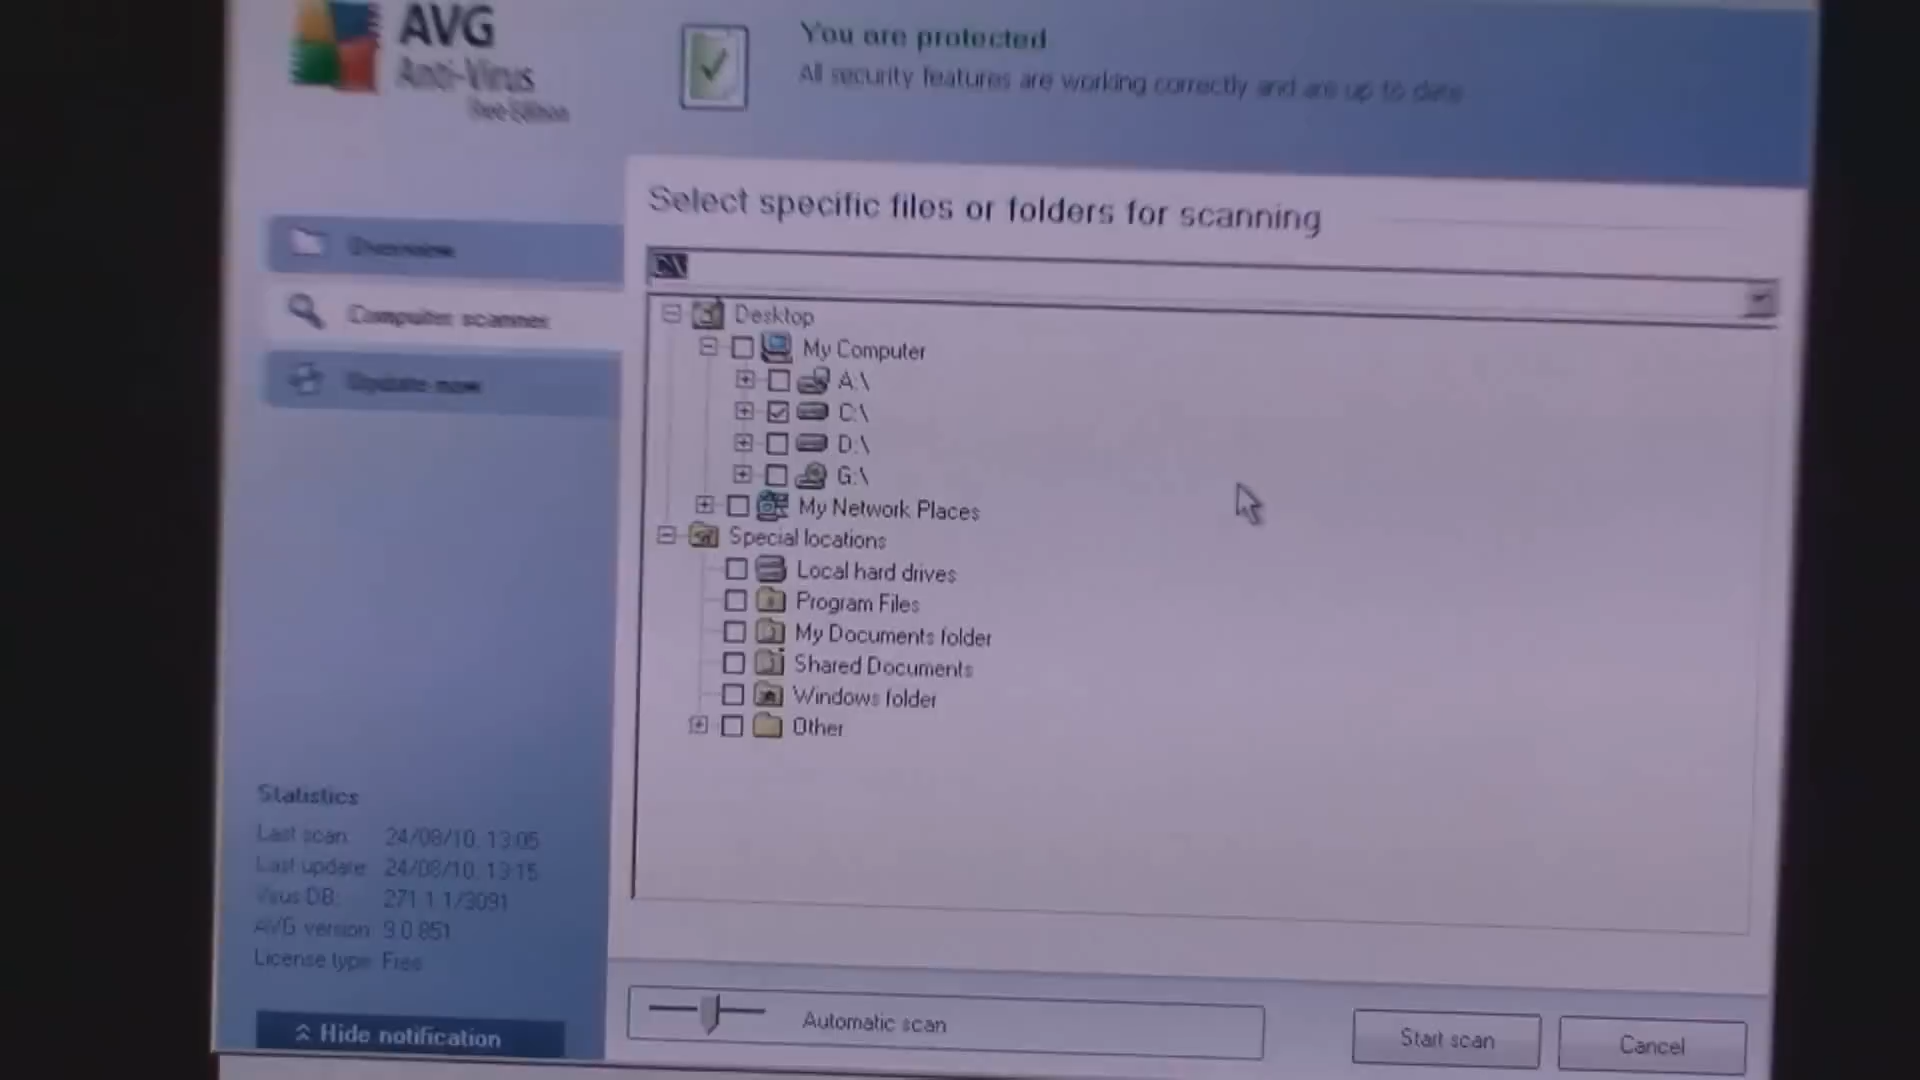 AVG
Anti-Virus
Free Edition
You are protected
All security features are working correctly and are up to date
Select specific files or folders for scanning
C:\
Overview
Computer scanner
Update now
Desktop
My Computer
A:\
C:\
D:\
G:\
My Network Places
Special locations
Local hard drives
Program Files
My Documents folder
Shared Documents
Windows folder
Other
Statistics
Last scan: 24/08/10, 13:05
Last update: 24/08/10, 13:15
Virus DB: 271.1.1/3091
AVG version: 9.0.851
License type: Free
Hide notification
Automatic scan
Start scan
Cancel